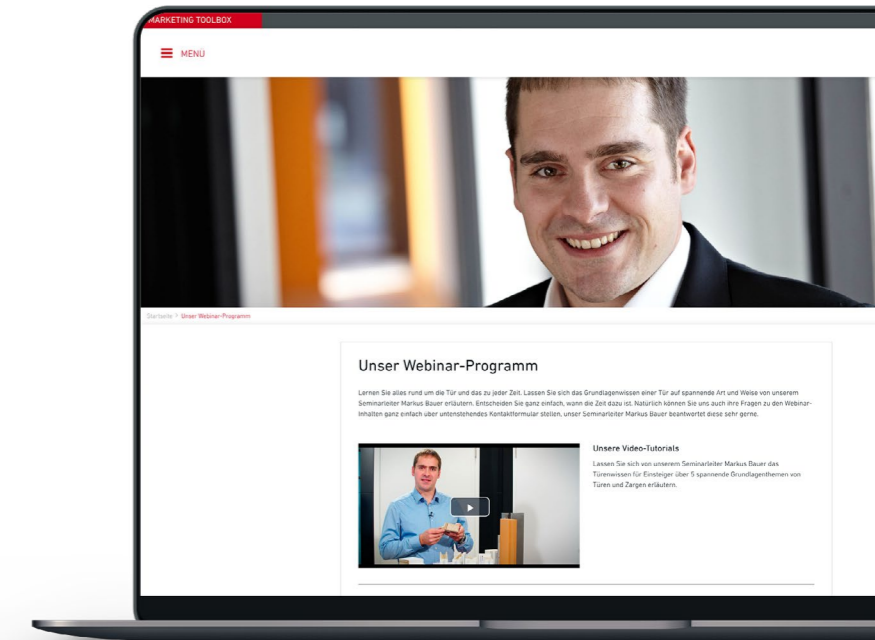 MARKETING TOOLBOX
MENÜ
Startseite > Unser Webinar-Programm
Unser Webinar-Programm
Lernen Sie alles rund um die Tür und das zu jeder Zeit. Lassen Sie sich das Grundlagenwissen einer Tür auf spannende Art und Weise von unserem
Seminarleiter Markus Bauer erläutern. Entscheiden Sie ganz einfach, wann die Zeit dazu ist. Natürlich können Sie uns auch ihre Fragen zu den Webinar-
Inhalten ganz einfach über untenstehendes Kontaktformular stellen, unser Seminarleiter Markus Bauer beantwortet diese sehr gerne.
Unsere Video-Tutorials
Lassen Sie sich von unserem Seminarleiter Markus Bauer das
Türenwissen für Einsteiger über 5 spannende Grundlagenthemen von
Türen und Zargen erläutern.